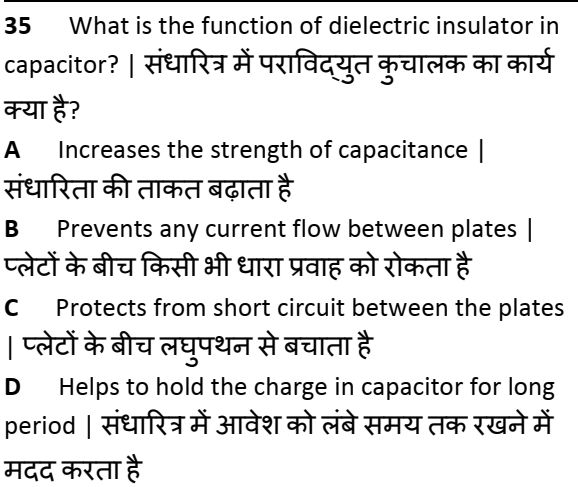 35 What is the function of dielectric insulator in
capacitor? | संधारित्र में पराविद्युत कुचालक का कार्य
क्या है?
A Increases the strength of capacitance |
संधारिता की ताकत बढ़ाता है
B Prevents any current flow between plates |
प्लेटों के बीच किसी भी धारा प्रवाह को रोकता है
C Protects from short circuit between the plates
| प्लेटों के बीच लघुपथन से बचाता है
D Helps to hold the charge in capacitor for long
period | संधारित्र में आवेश को लंबे समय तक रखने में
मदद करता है